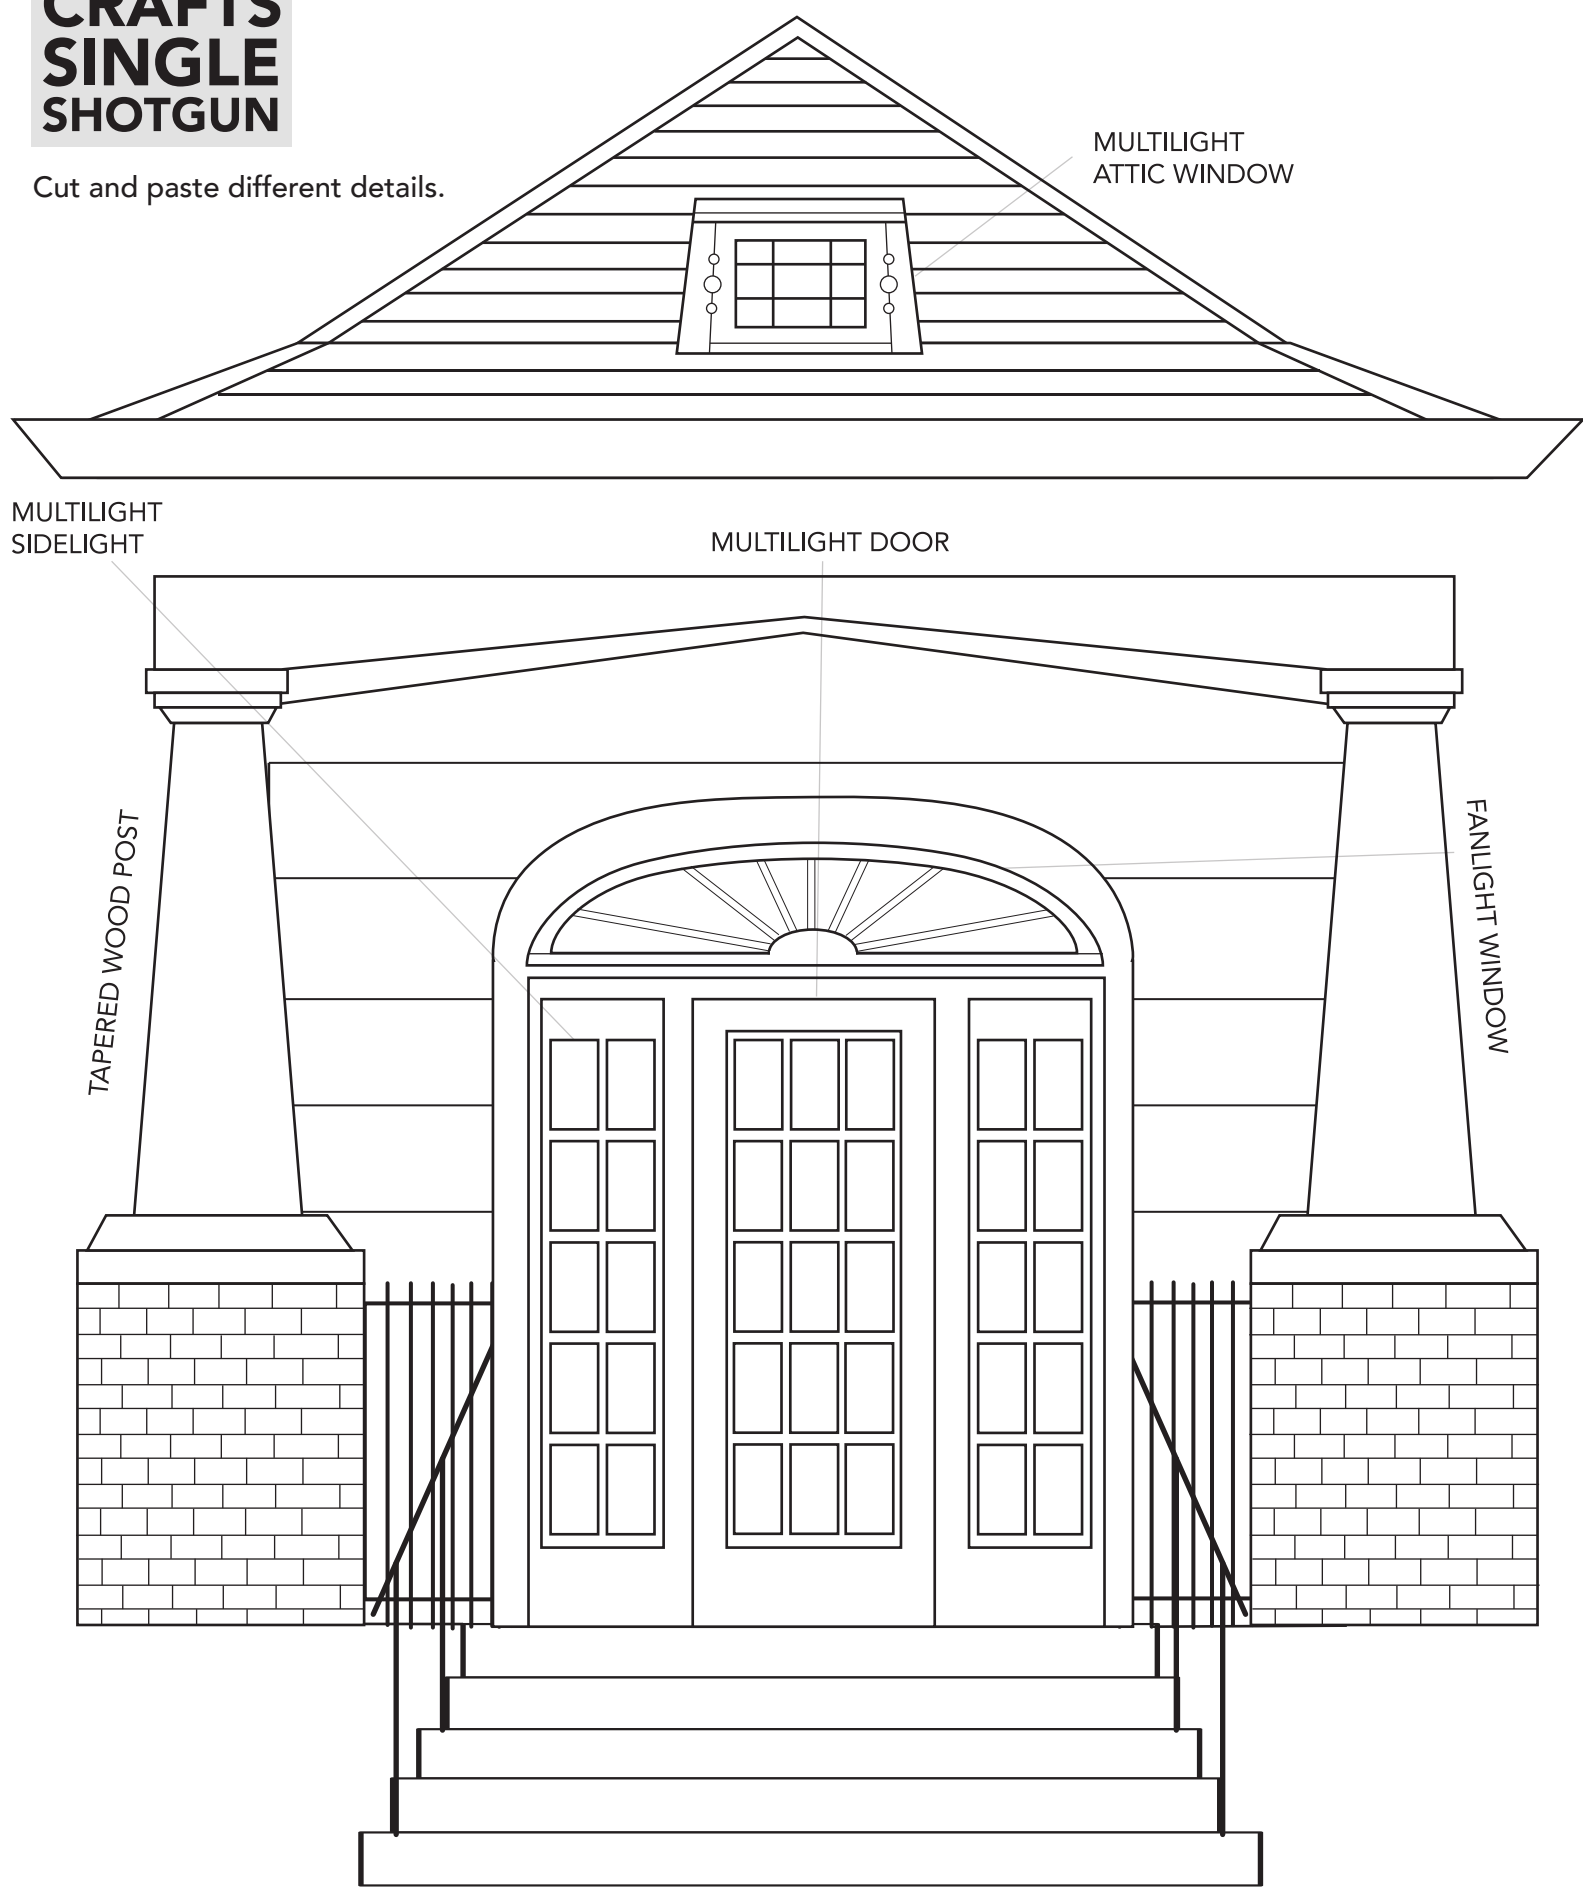 CRAFTS
SINGLE
SHOTGUN
Cut and paste different details.
MULTILIGHT
ATTIC WINDOW
MULTILIGHT
SIDELIGHT
MULTILIGHT DOOR
TAPERED WOOD POST
FANLIGHT WINDOW